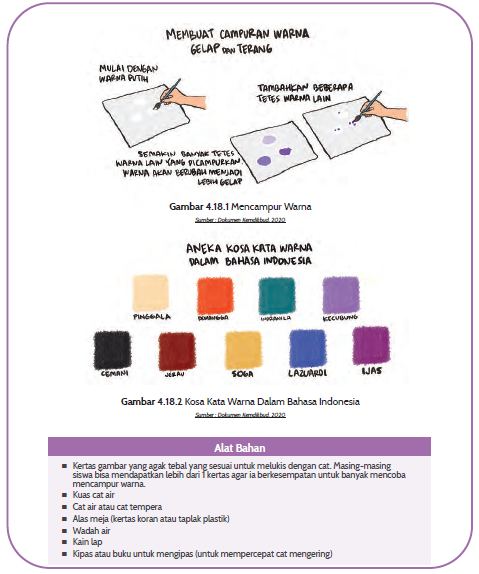 MEMBUAT CAMPURAN WARNA
GELAP DAN TERANG
MULAI DENGAN
WARNA PUTIH
TAMBAHKAN BEBERAPA
TETES WARNA LAIN
SEMAKIN BANYAK TETES
WARNA LAIN YANG DICAMPURKAN,
WARNA AKAN BERUBAH MENJADI
LEBIH GELAP
Gambar 4.18.1 Mencampur Warna
Sumber : Dokumen Kemdikbud, 2020
ANEKA KOSA KATA WARNA
DALAM BAHASA INDONESIA
PINGGALA
DEMANGGA
INDRANILA
KECUBUNG
CEMANI
JERAU
SOGA
LAZUARDI
IJAS
Gambar 4.18.2 Kosa Kata Warna Dalam Bahasa Indonesia
Sumber : Dokumen Kemdikbud, 2020
Alat Bahan
■ Kertas gambar yang agak tebal yang sesuai untuk melukis dengan cat. Masing-masing
siswa bisa mendapatkan lebih dari 1 kertas agar ia berkesempatan untuk banyak mencoba
mencampur warna.
■ Kuas cat air
■ Cat air atau cat tempera
■ Alas meja (kertas koran atau taplak plastik)
■ Wadah air
■ Kain lap
■ Kipas atau buku untuk mengipas (untuk mempercepat cat mengering)